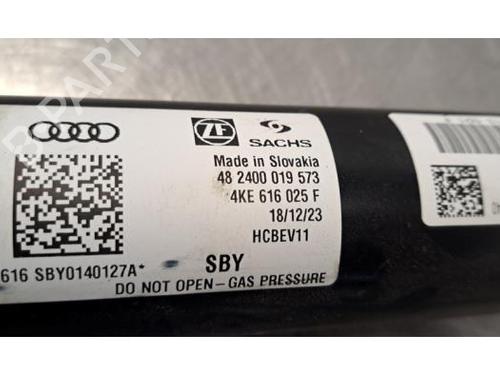 ZF
SACHS
Made in Slovakia
48 2400 019 573
4KE 616 025 F
18/12/23
HCBEV11
616 SBY0140127A*
SBY
DO NOT OPEN-GAS PRESSURE